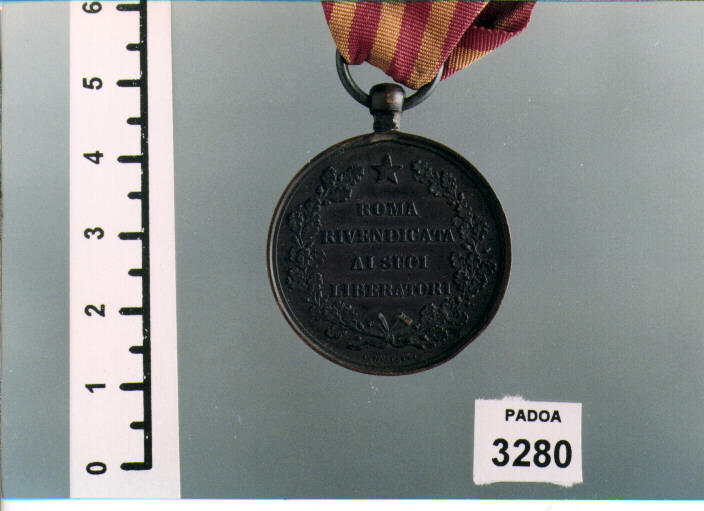 6
5
4
3
2
1
0
ROMA
RIVENDICATA
AI SUOI
LIBERATORI
PADOA
3280